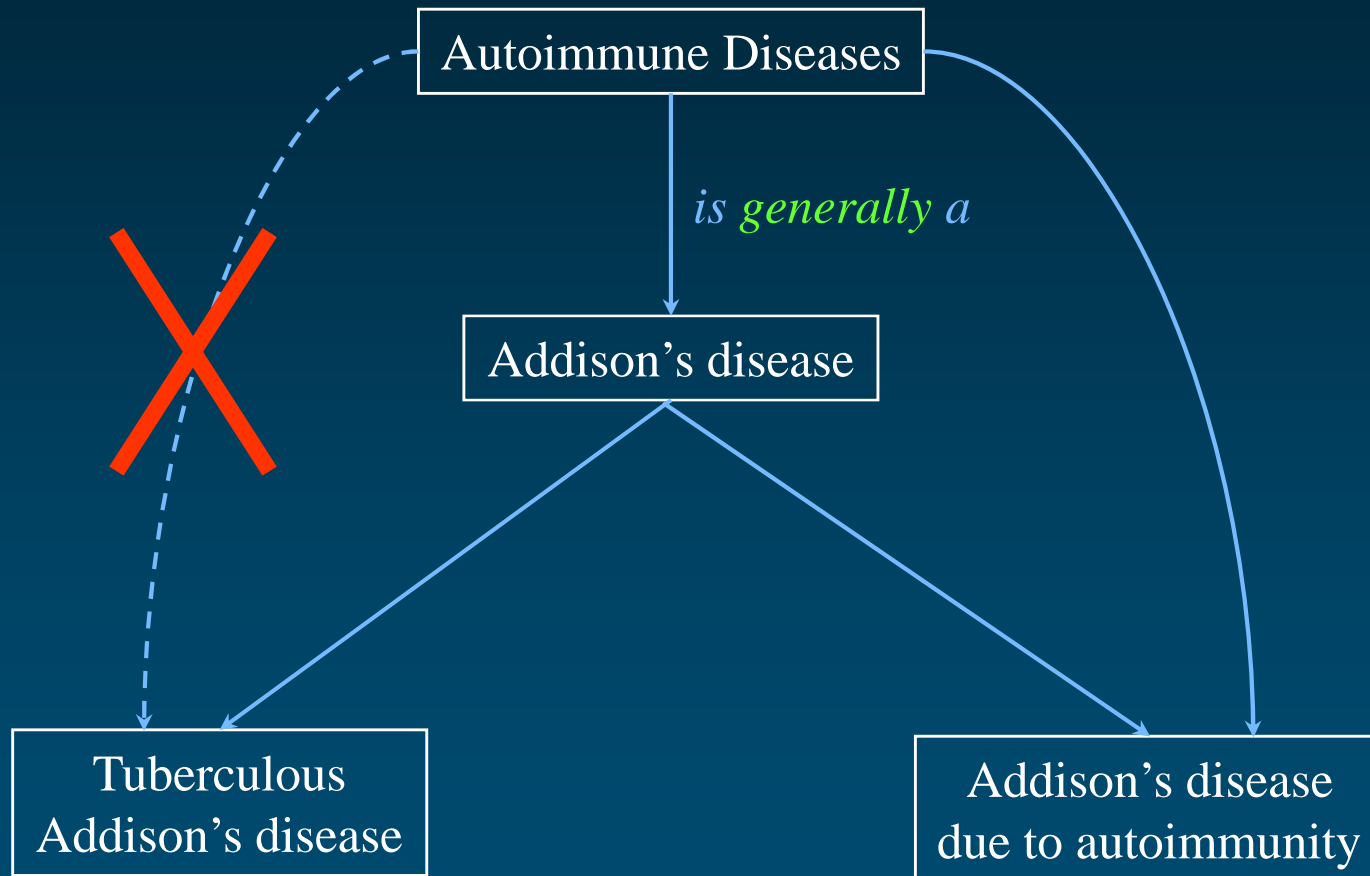 Autoimmune Diseases
is generally a
Addison’s disease
Tuberculous
Addison’s disease
Addison’s disease
due to autoimmunity